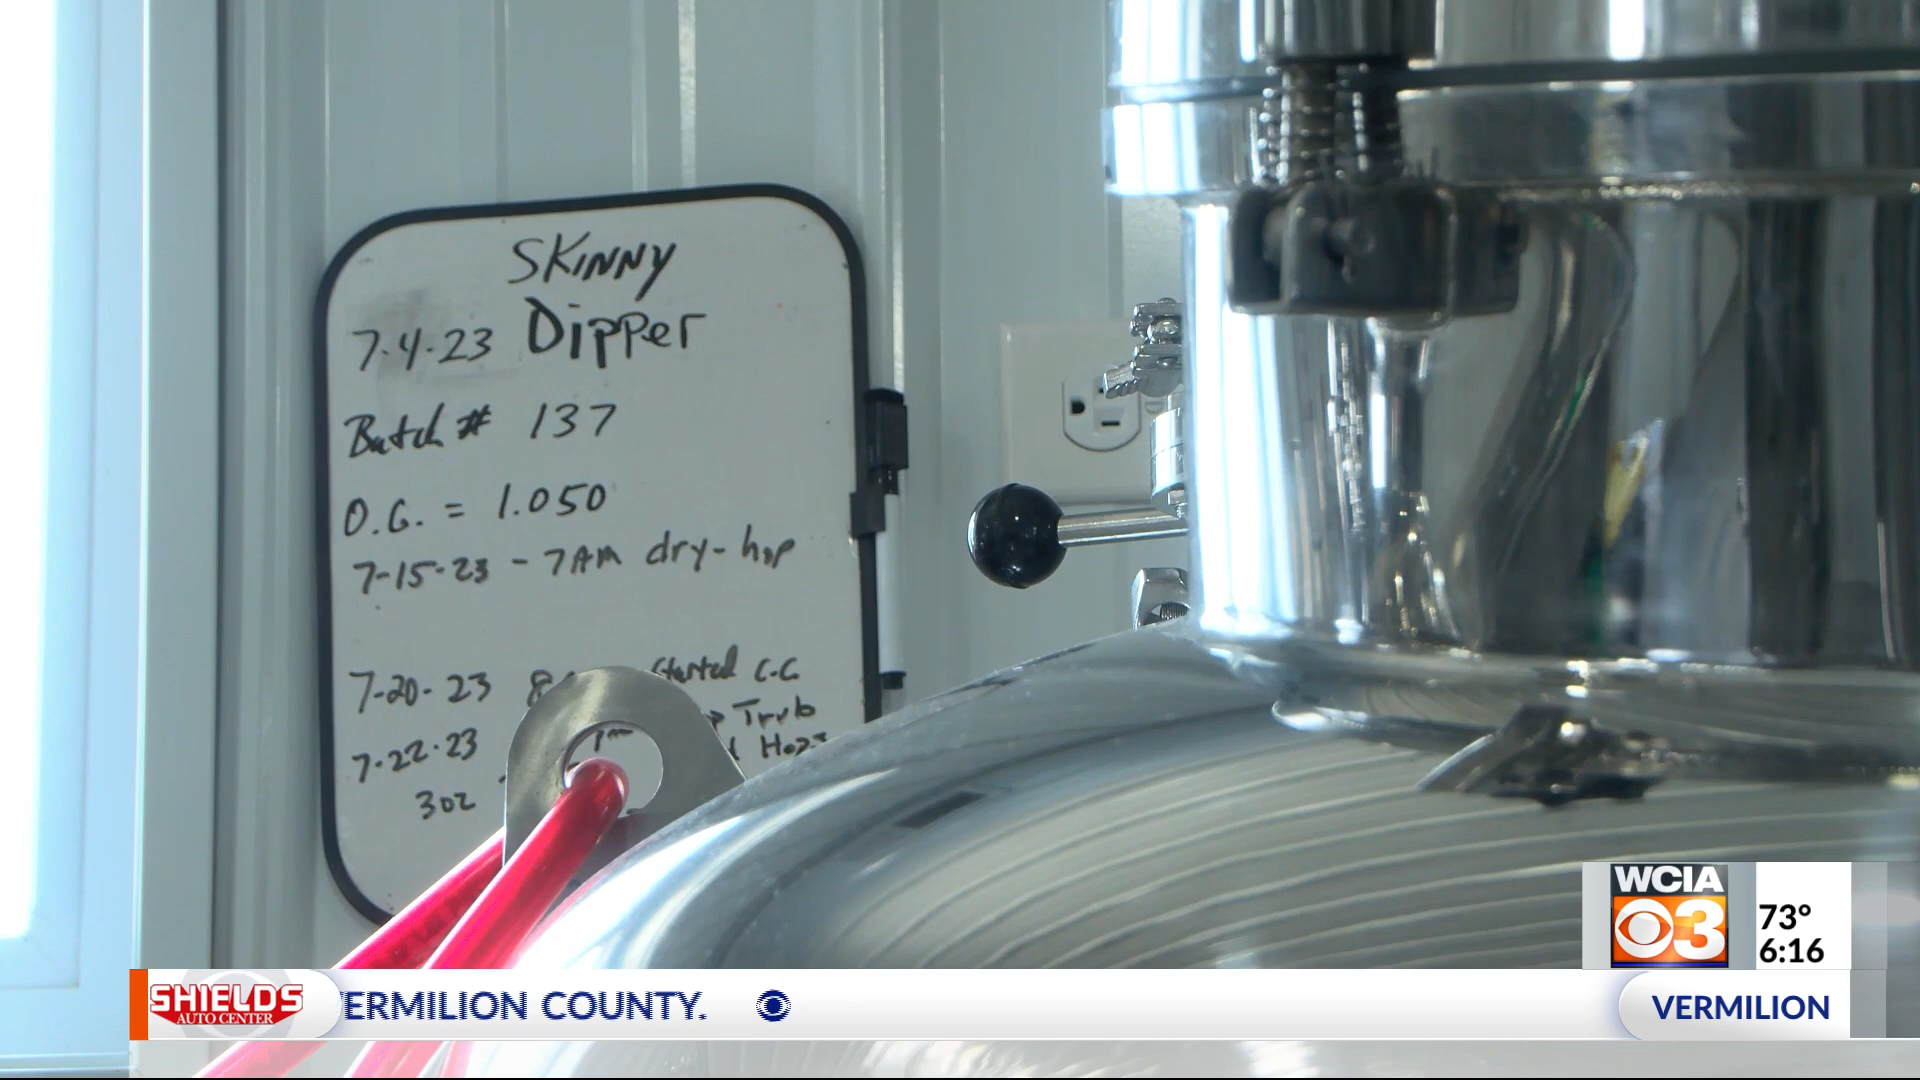 SKINNY
7.4.23 Dipper
Batch # 137
O.G. = 1.050
7-15-23 - 7AM dry-hop
7-20-23 Started C.C
7-22-23 Trub
3oz
WCIA
3
73°
6:16
SHIELDS
AUTO CENTER
ERMILION COUNTY.
VERMILION